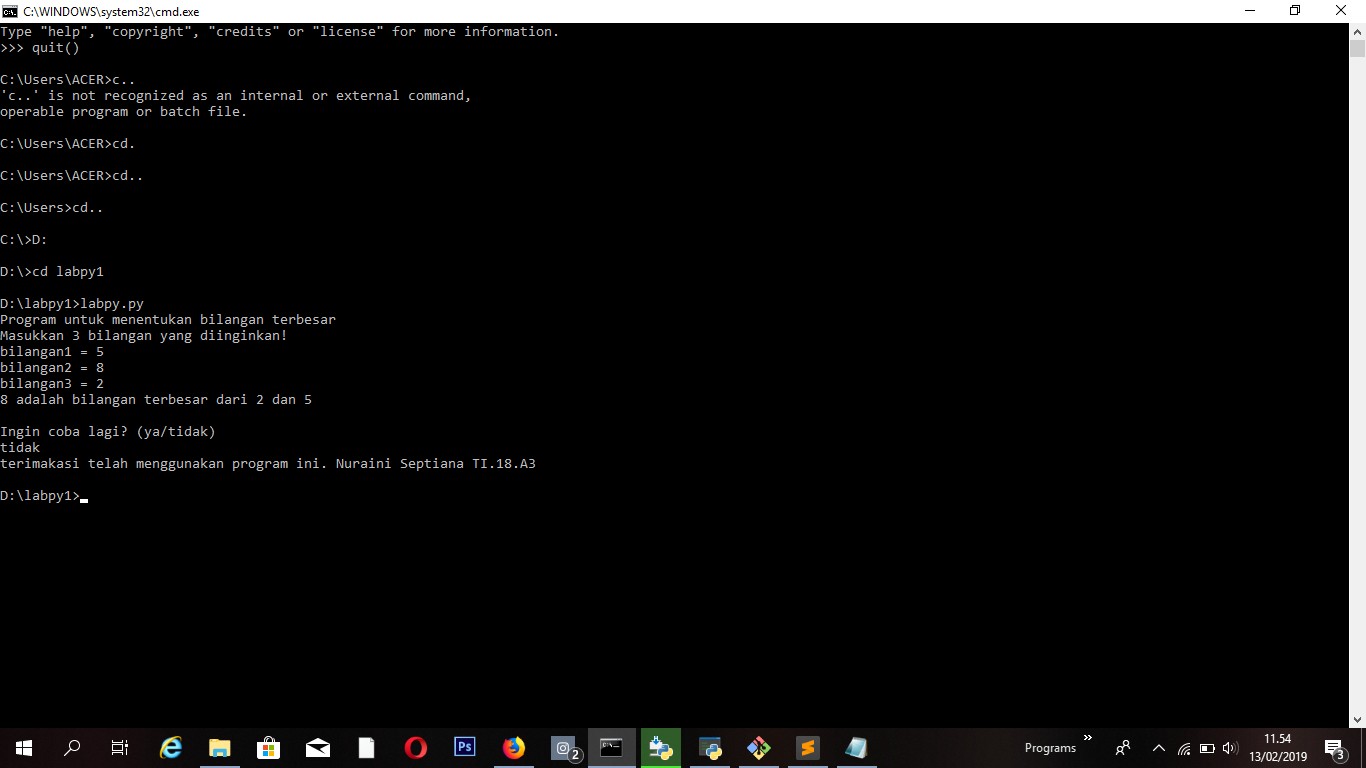 C:\WINDOWS\system32\cmd.exe
Type "help", "copyright", "credits" or "license" for more information.
>>> quit()
C:\Users\ACER>c..
'c..' is not recognized as an internal or external command,
operable program or batch file.
C:\Users\ACER>cd.
C:\Users\ACER>cd..
C:\Users>cd..
C:\>D:
D:\>cd labpy1
D:\labpy1>labpy.py
Program untuk menentukan bilangan terbesar
Masukkan 3 bilangan yang diinginkan!
bilangan1 = 5
bilangan2 = 8
bilangan3 = 2
8 adalah bilangan terbesar dari 2 dan 5
Ingin coba lagi? (ya/tidak)
tidak
terimakasi telah menggunakan program ini. Nuraini Septiana TI.18.A3
D:\labpy1>
Ps
2
Programs
11.54
13/02/2019
3